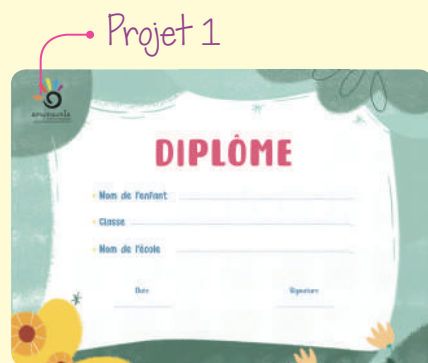 Projet 1
DIPLÔME
Nom de l'enfant
Classe
Nom de l'école
Date Signature